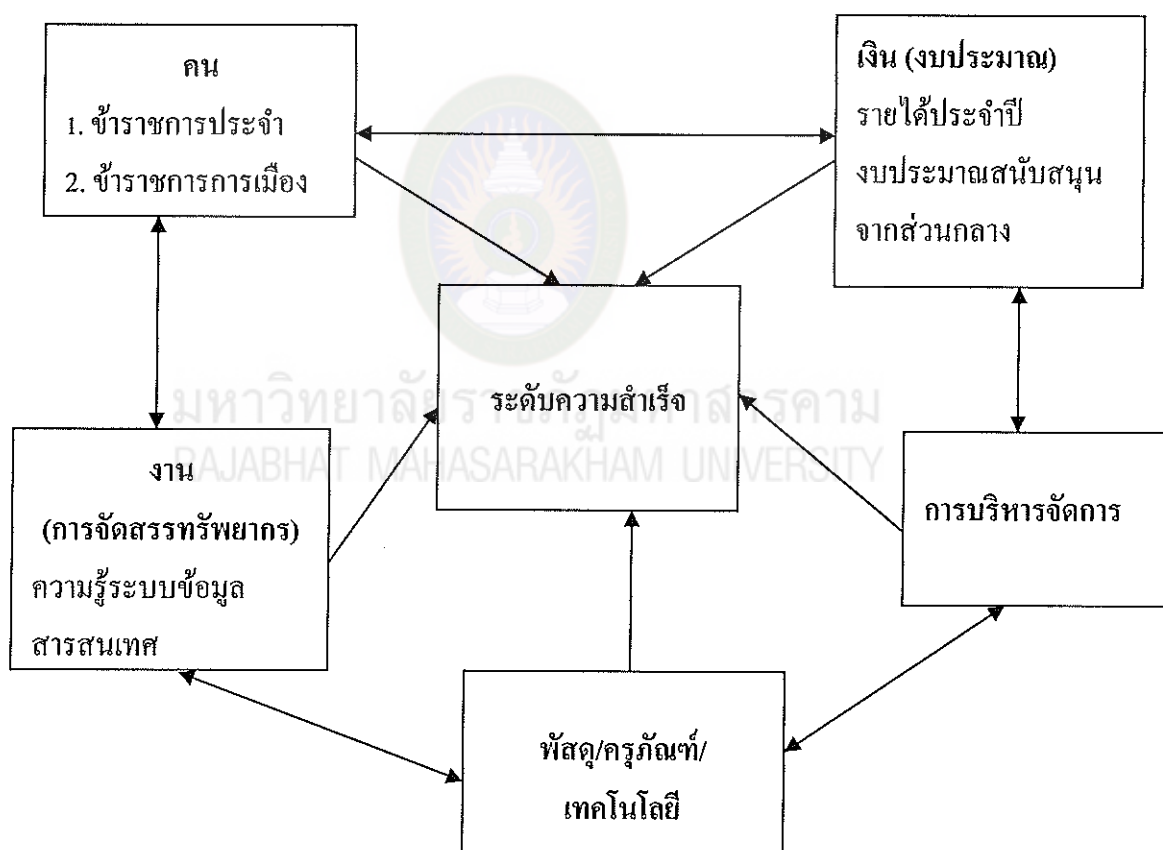 คน
1. ข้าราชการประจำ
2. ข้าราชการการเมือง
เงิน (งบประมาณ)
รายได้ประจำปี
งบประมาณสนับสนุน
จากส่วนกลาง
ระดับความสำเร็จ
มหาวิทยาลัยราชภัฏมหาสารคาม
RAJABHAT MAHASARAKHAM UNIVERSITY
งาน
(การจัดสรรทรัพยากร)
ความรู้ระบบข้อมูล
สารสนเทศ
การบริหารจัดการ
พัสดุ/ครุภัณฑ์/
เทคโนโลยี